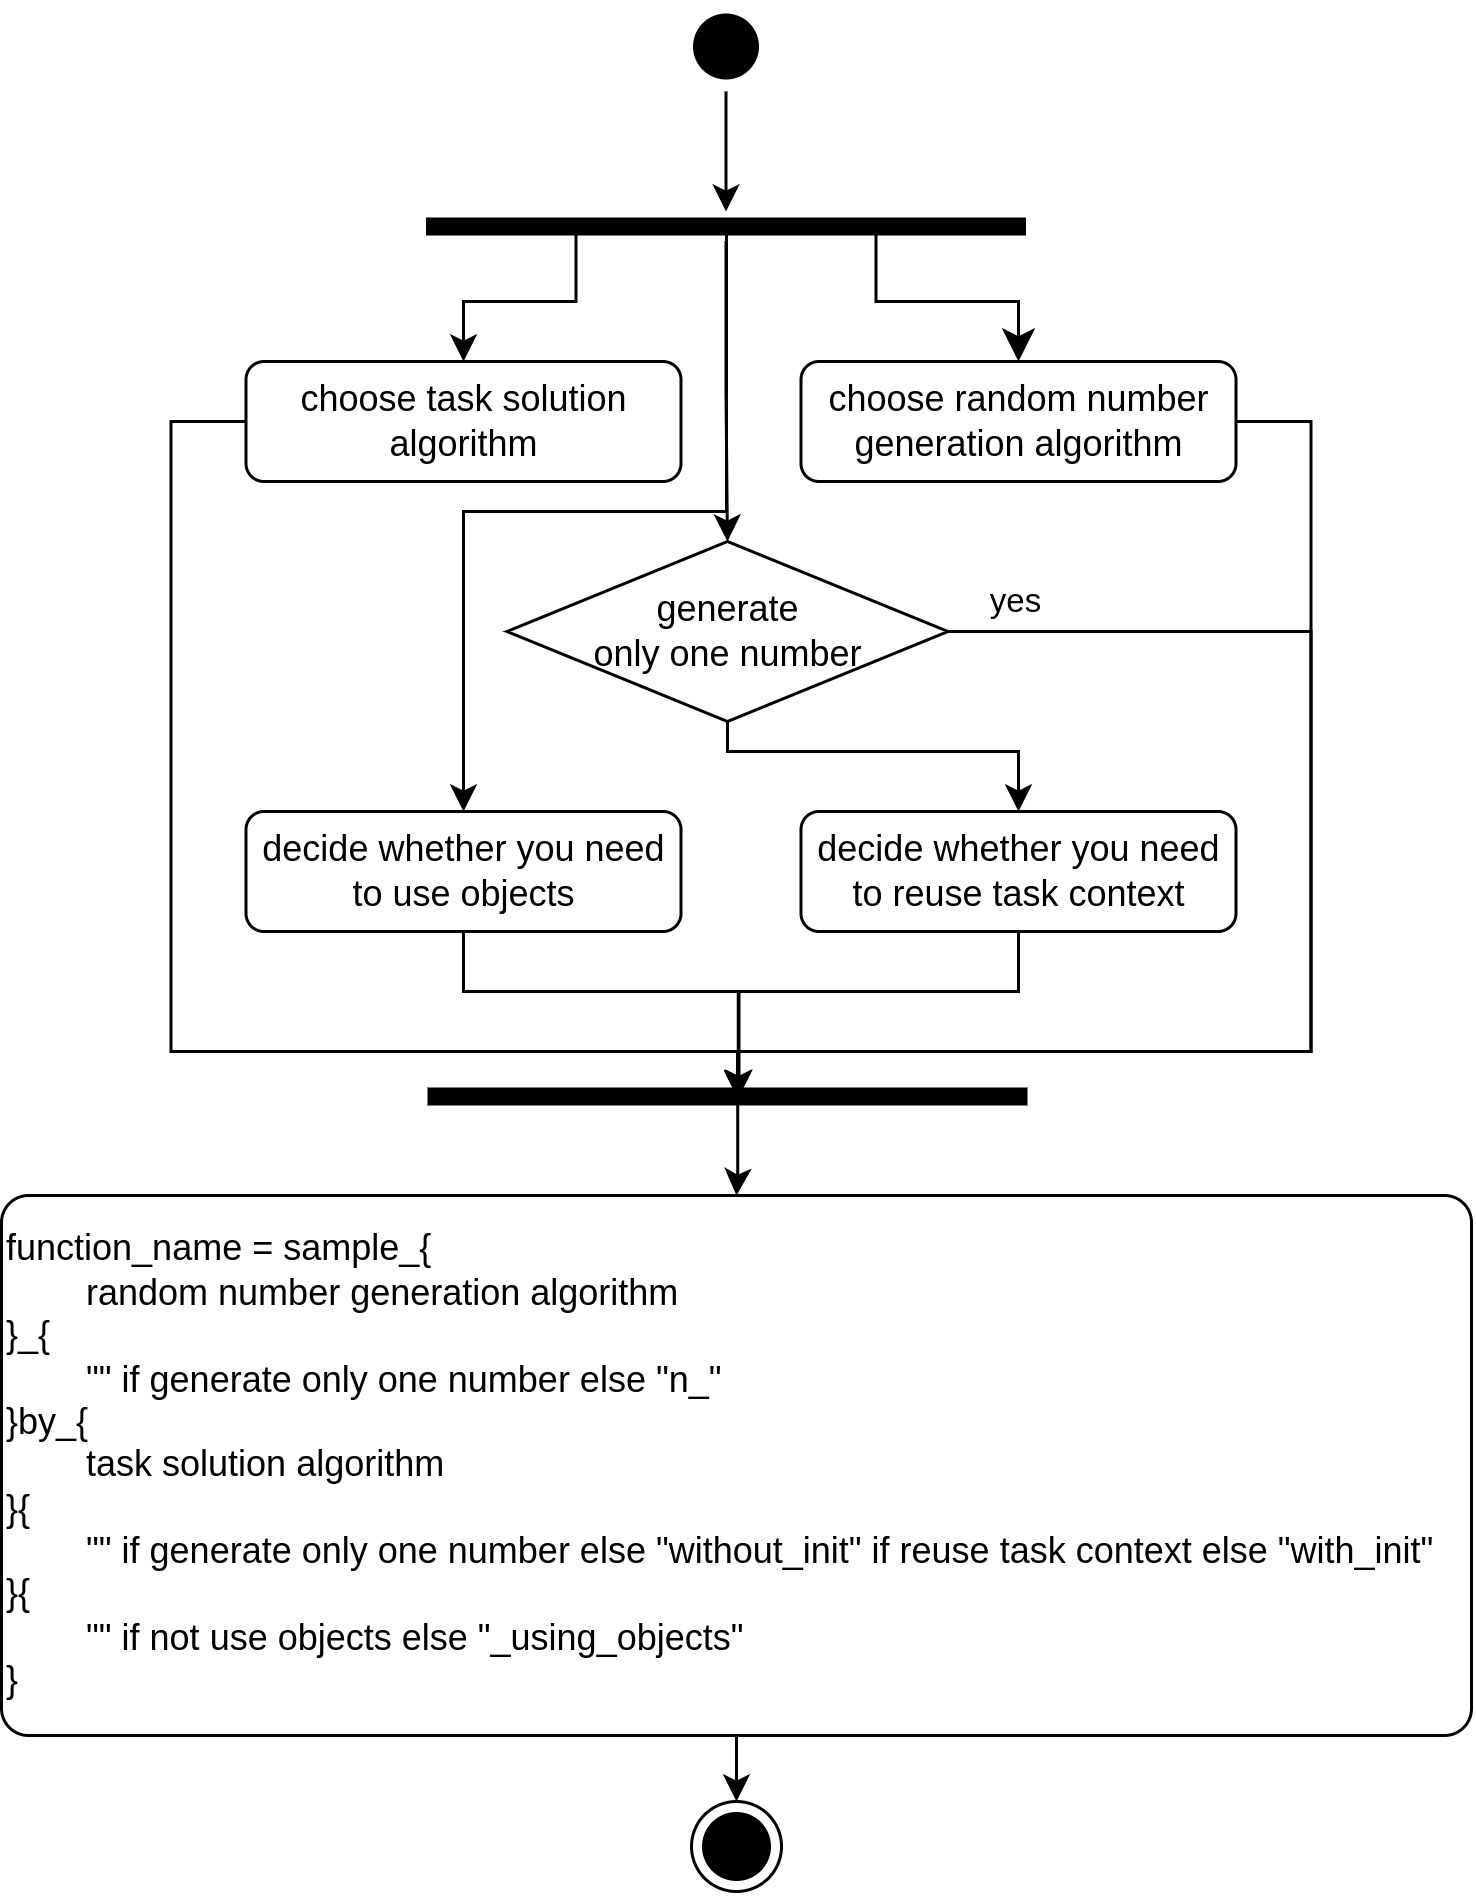 choose task solution
algorithm
choose random number
generation algorithm
generate
only one number
yes
decide whether you need
to use objects
decide whether you need
to reuse task context
function_name = sample_{
random number generation algorithm
}_{
"" if generate only one number else "n_"
}by_{
task solution algorithm
}{
"" if generate only one number else "without_init" if reuse task context else "with_init"
}{
"" if not use objects else "_using_objects"
}